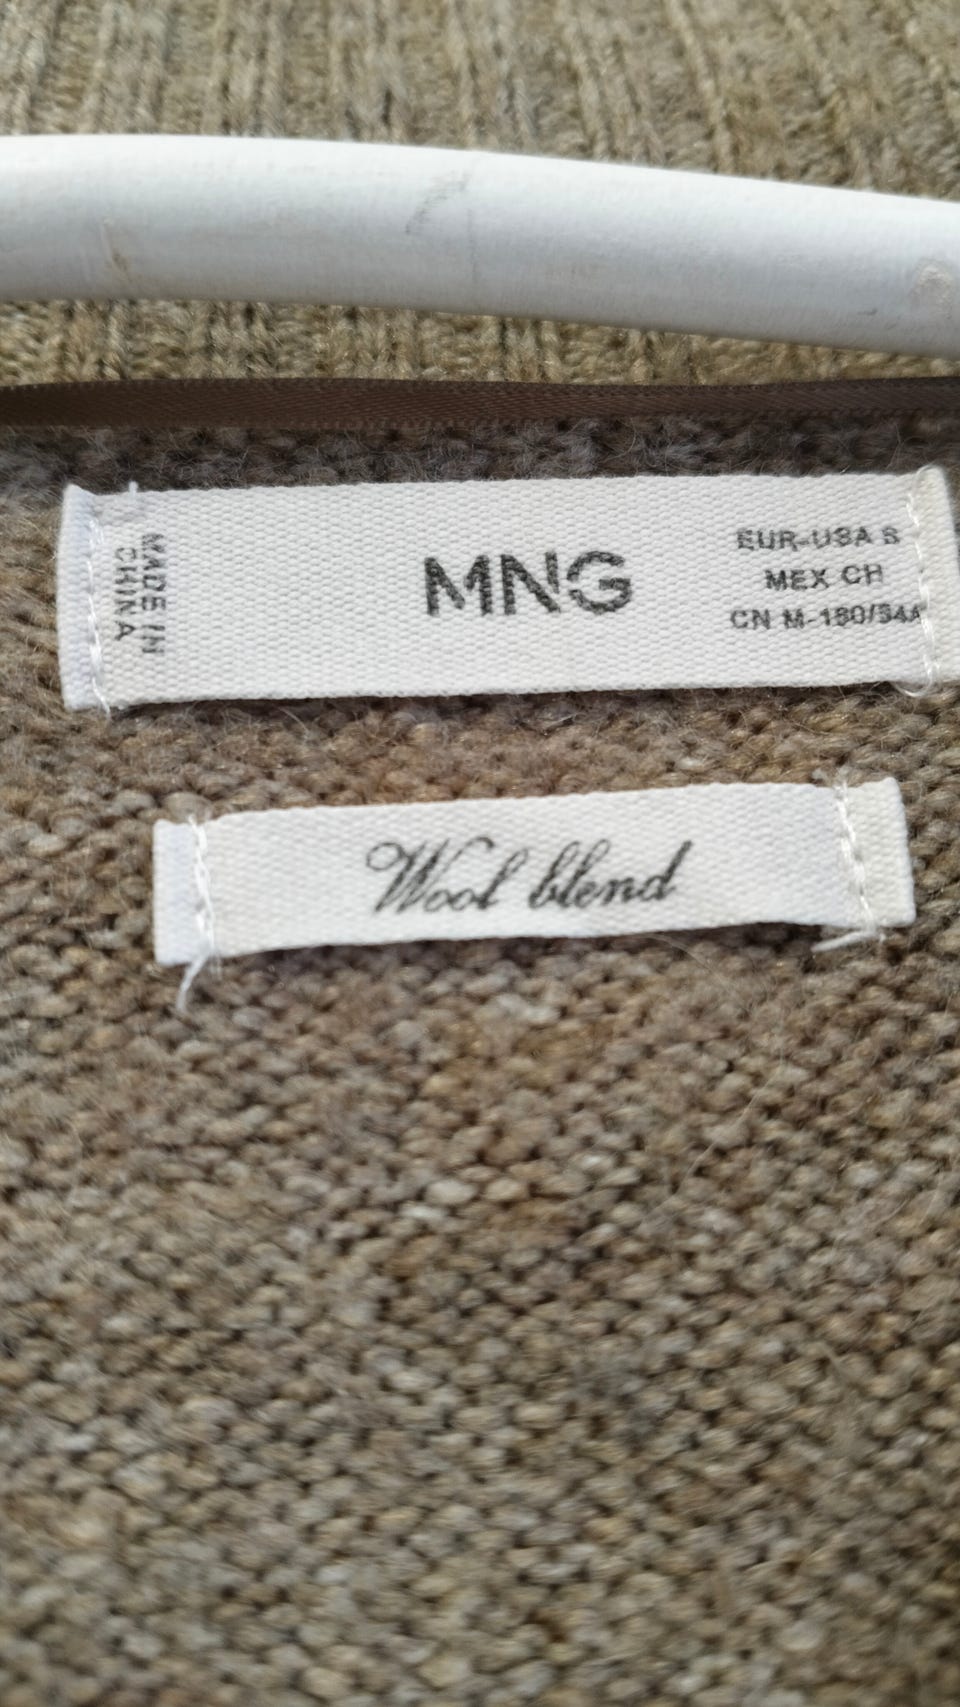 MADE IN
CHINA
MNG
EUR-USA S
MEX CH
CN M-160/84A
Wool blend